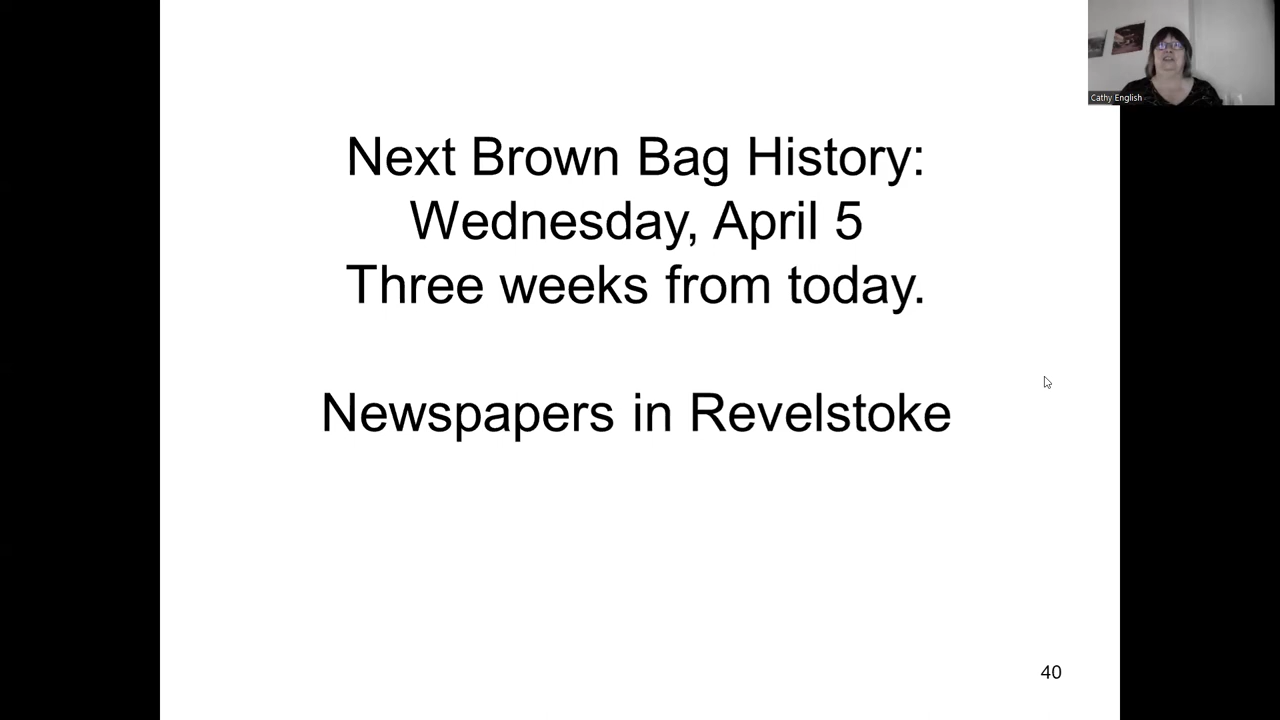 Cathy English
Next Brown Bag History:
Wednesday, April 5
Three weeks from today.
Newspapers in Revelstoke
40